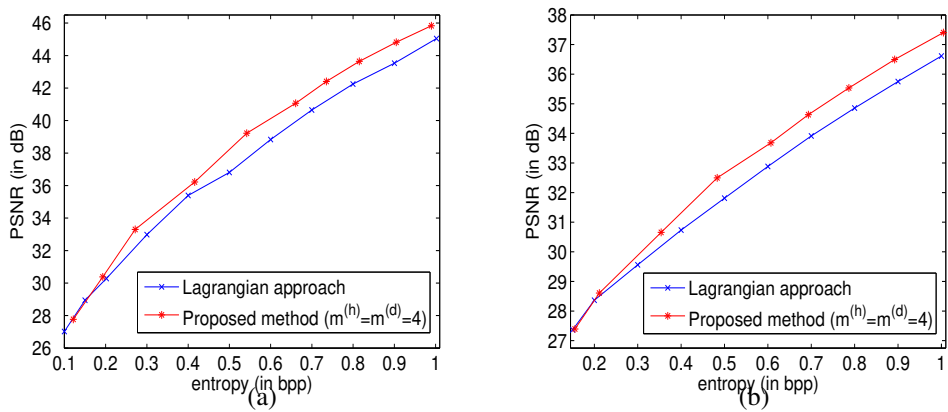 46
44
42
40
38
36
34
32
30
28
26
PSNR (in dB)
0.1 0.2 0.3 0.4 0.5 0.6 0.7 0.8 0.9 1
entropy (in bpp)
Lagrangian approach
Proposed method (m(h)=m(d)=4)
(a)
38
37
36
35
34
33
32
31
30
29
28
27
PSNR (in dB)
0.2 0.3 0.4 0.5 0.6 0.7 0.8 0.9 1
entropy (in bpp)
Lagrangian approach
Proposed method (m(h)=m(d)=4)
(b)